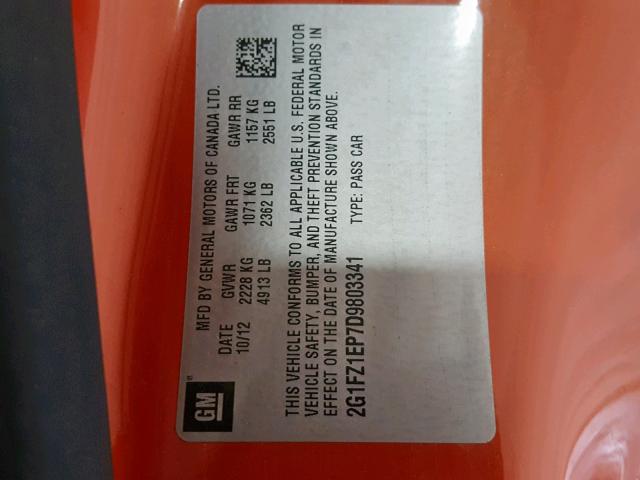 MFD BY GENERAL MOTORS OF CANADA LTD.
DATE GVWR GAWR FRT GAWR RR
10/12 2228 KG 1071 KG 1157 KG
4913 LB 2362 LB 2551 LB
THIS VEHICLE CONFORMS TO ALL APPLICABLE U.S. FEDERAL MOTOR
VEHICLE SAFETY, BUMPER, AND THEFT PREVENTION STANDARDS IN
EFFECT ON THE DATE OF MANUFACTURE SHOWN ABOVE.
2G1FZ1EP7D9803341 TYPE: PASS CAR
GM